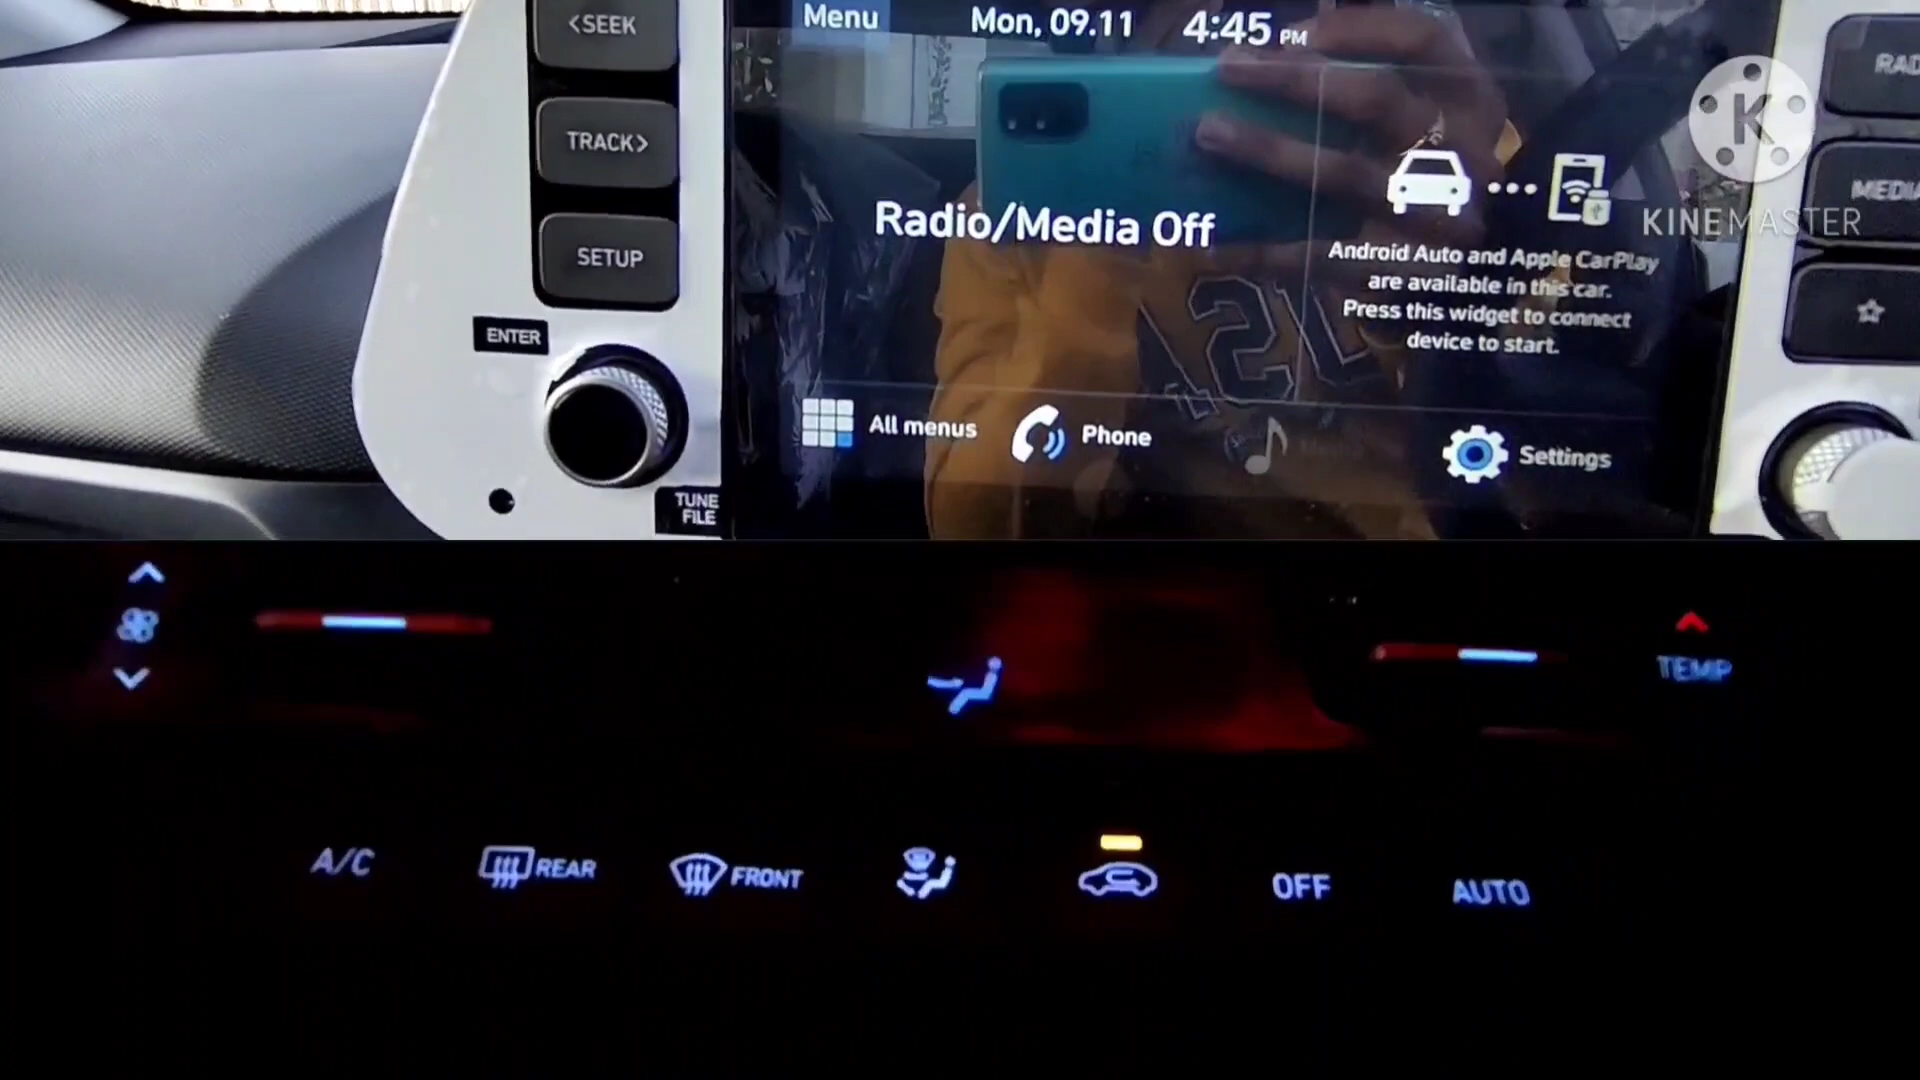 <SEEK
TRACK>
SETUP
ENTER
TUNE
FILE
Menu
Mon, 09.11
4:45 PM
Radio/Media Off
Android Auto and Apple CarPlay
are available in this car.
Press this widget to connect
device to start.
All menus
Phone
Settings
K
KINEMASTER
TEMP
A/C
REAR
FRONT
OFF
AUTO